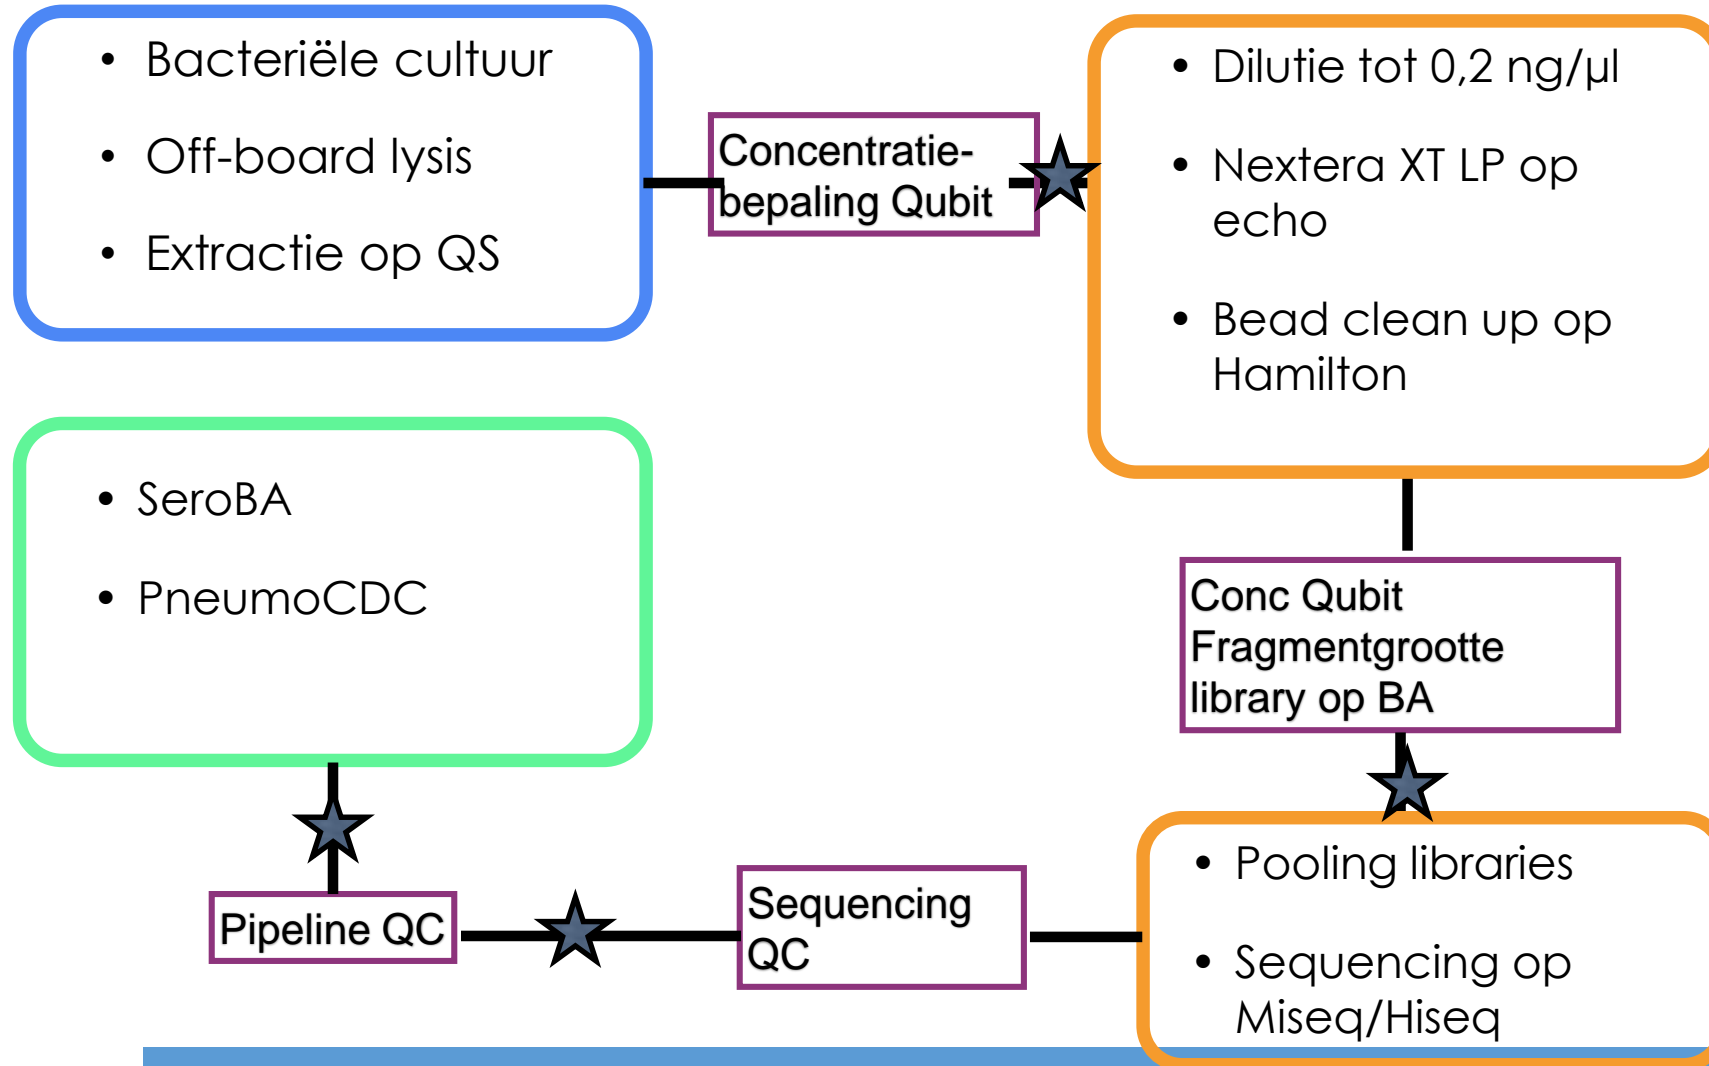 • Bacteriële cultuur
• Off-board lysis
• Extractie op QS
Concentratie-
bepaling Qubit
• Dilutie tot 0,2 ng/µl
• Nextera XT LP op
echo
• Bead clean up op
Hamilton
Conc Qubit
Fragmentgrootte
library op BA
• Pooling libraries
• Sequencing op
Miseq/Hiseq
Sequencing
QC
Pipeline QC
• SeroBA
• PneumoCDC